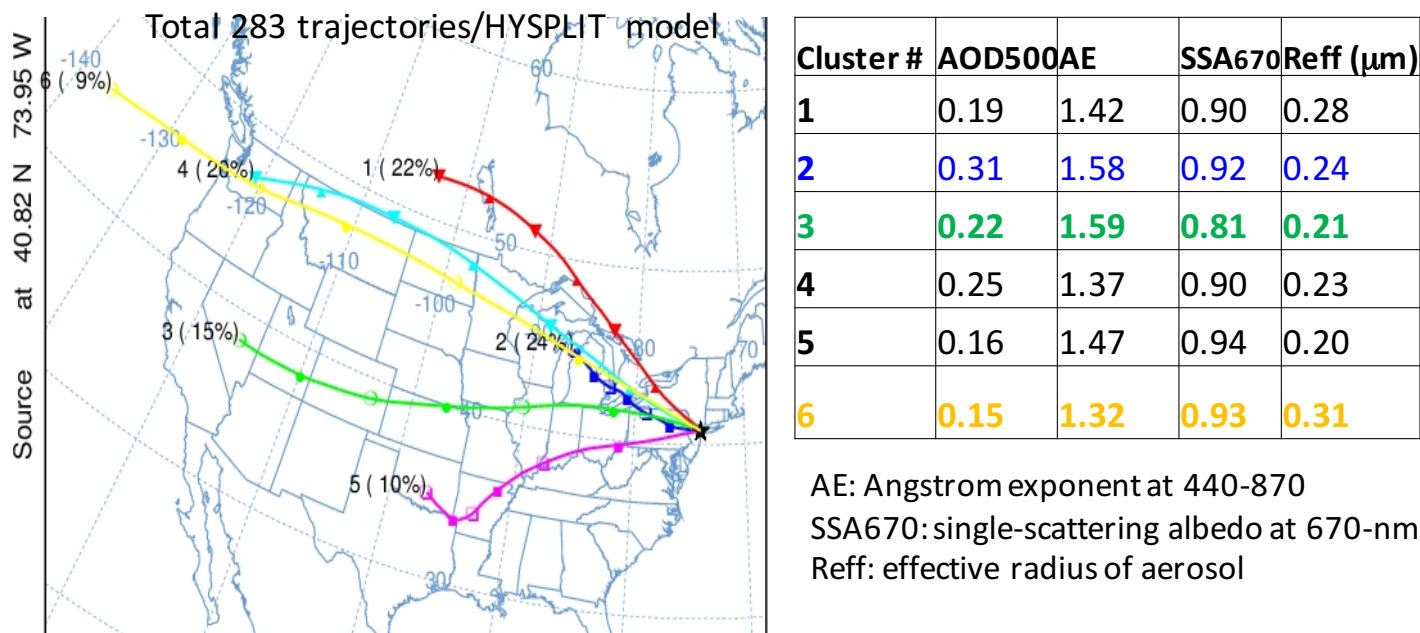 Total 283 trajectories/HYSPLIT model
Source at 40.82 N 73.95 W
-140
60
6 ( 9%)
-130
4 ( 20%)
1 ( 22%)
-120
50
-110
-100
3 ( 15%)
2 ( 24%)
90
80
70
40
5 ( 10%)
30
Cluster # AOD500 AE SSA670 Reff (μm)
1 0.19 1.42 0.90 0.28
2 0.31 1.58 0.92 0.24
3 0.22 1.59 0.81 0.21
4 0.25 1.37 0.90 0.23
5 0.16 1.47 0.94 0.20
6 0.15 1.32 0.93 0.31
AE: Angstrom exponent at 440-870
SSA670: single-scattering albedo at 670-nm
Reff: effective radius of aerosol